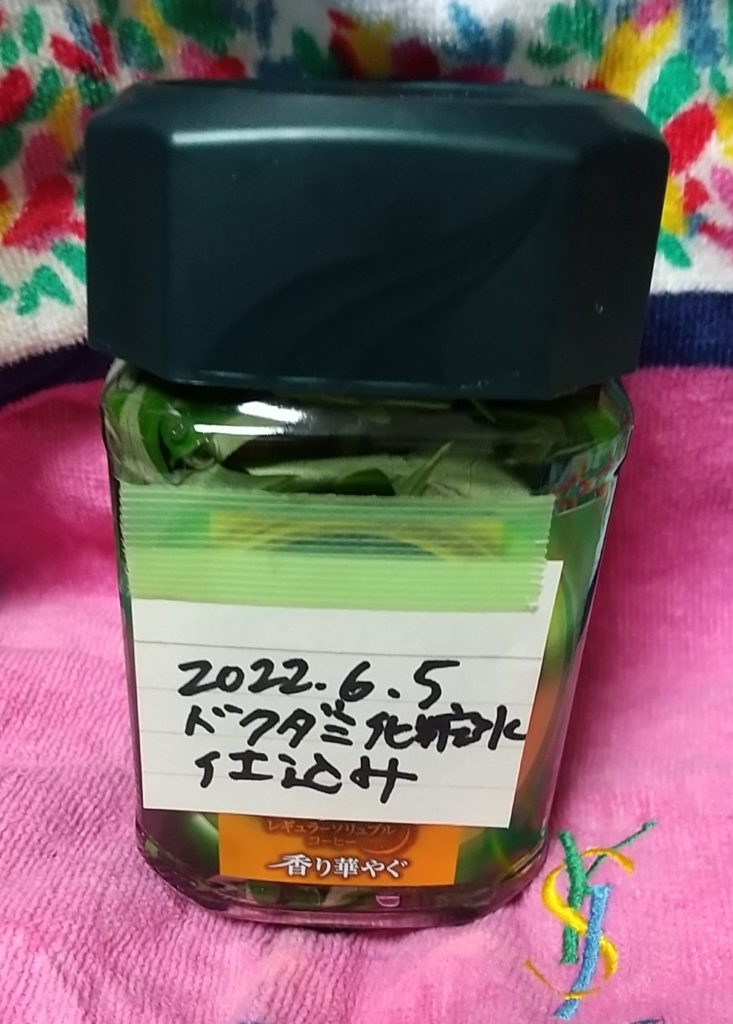 2022.6.5
ドクダミ化粧水
仕込み
レギュラーソリュブル
コーヒー
香り華やぐ
YSL